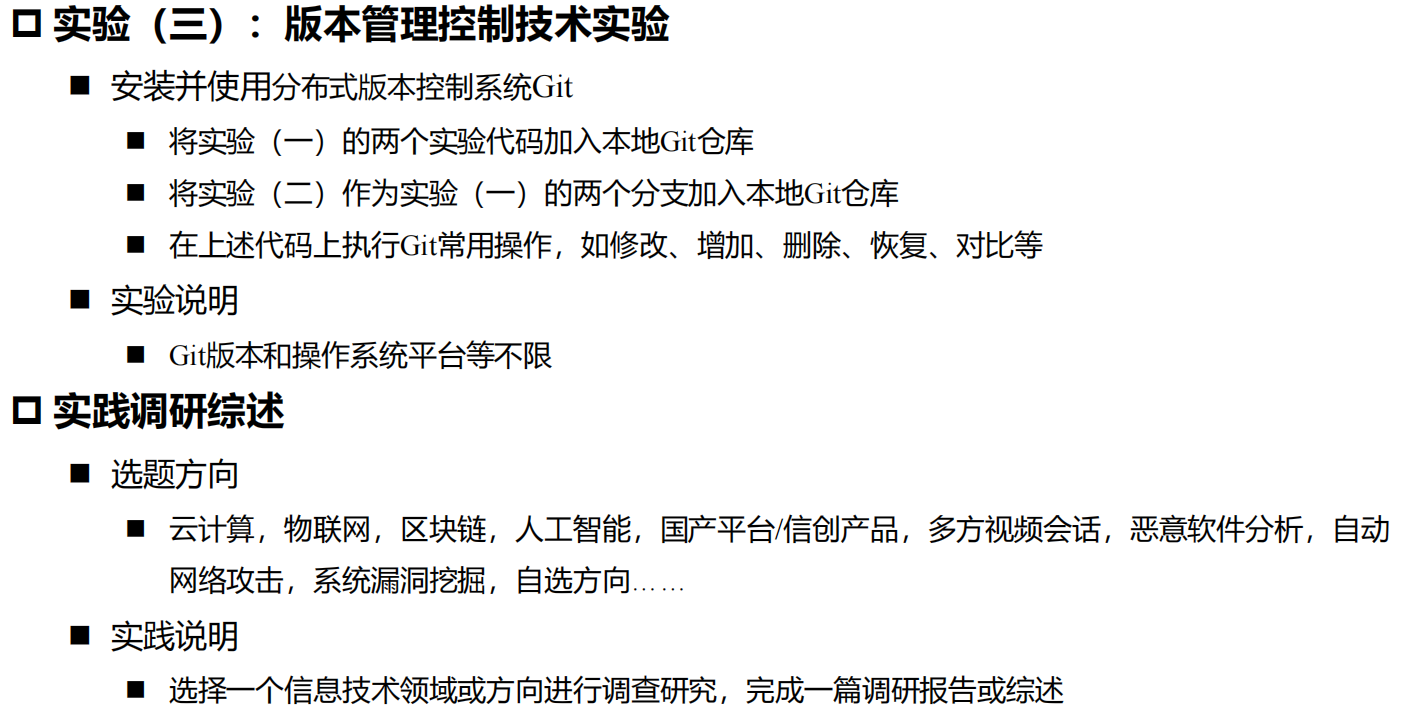 实验（三）：版本管理控制技术实验
安装并使用分布式版本控制系统Git
将实验（一）的两个实验代码加入本地Git仓库
将实验（二）作为实验（一）的两个分支加入本地Git仓库
在上述代码上执行Git常用操作，如修改、增加、删除、恢复、对比等
实验说明
Git版本和操作系统平台等不限
实践调研综述
选题方向
云计算，物联网，区块链，人工智能，国产平台/信创产品，多方视频会话，恶意软件分析，自动
网络攻击，系统漏洞挖掘，自选方向……
实践说明
选择一个信息技术领域或方向进行调查研究，完成一篇调研报告或综述